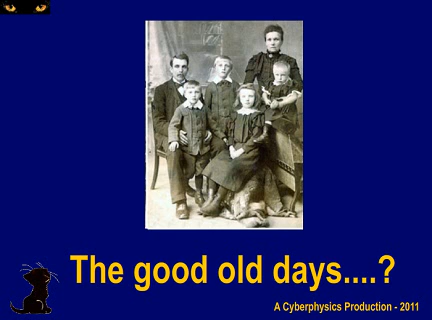 The good old days....?
A Cyberphysics Production - 2011